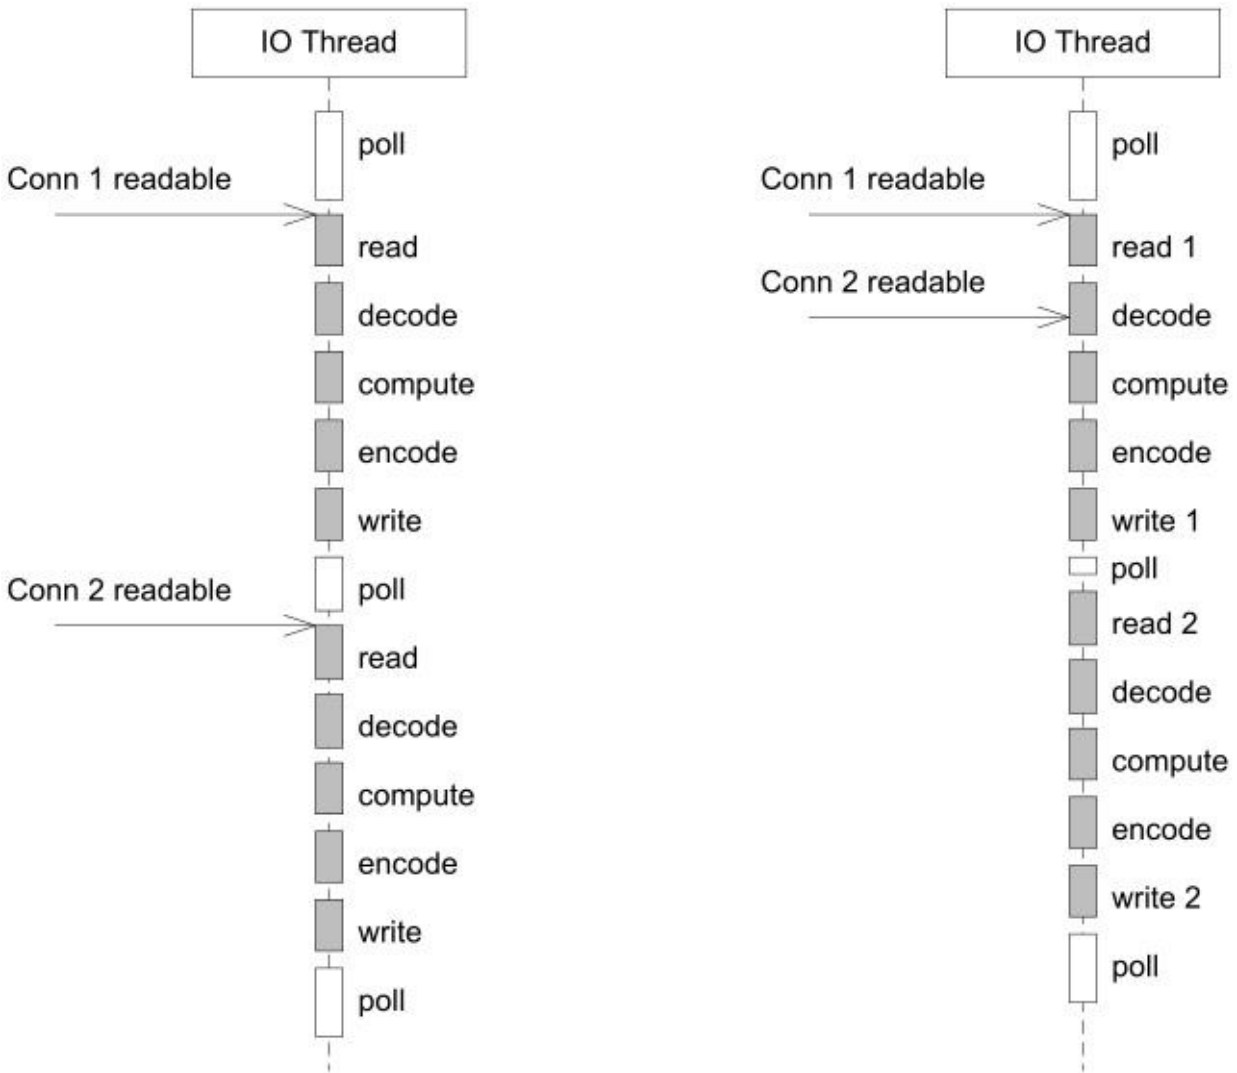 IO Thread
poll
Conn 1 readable
read
decode
compute
encode
write
Conn 2 readable
poll
read
decode
compute
encode
write
poll
IO Thread
poll
Conn 1 readable
read 1
Conn 2 readable
decode
compute
encode
write 1
poll
read 2
decode
compute
encode
write 2
poll